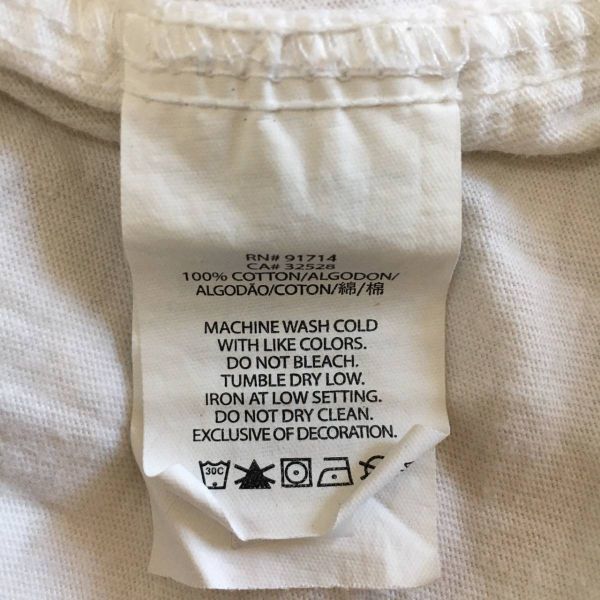 RN# 91714
CA# 32528
100% COTTON/ALGODON/
ALGODÃO/COTON/綿/棉
MACHINE WASH COLD
WITH LIKE COLORS.
DO NOT BLEACH.
TUMBLE DRY LOW.
IRON AT LOW SETTING.
DO NOT DRY CLEAN.
EXCLUSIVE OF DECORATION.
30C